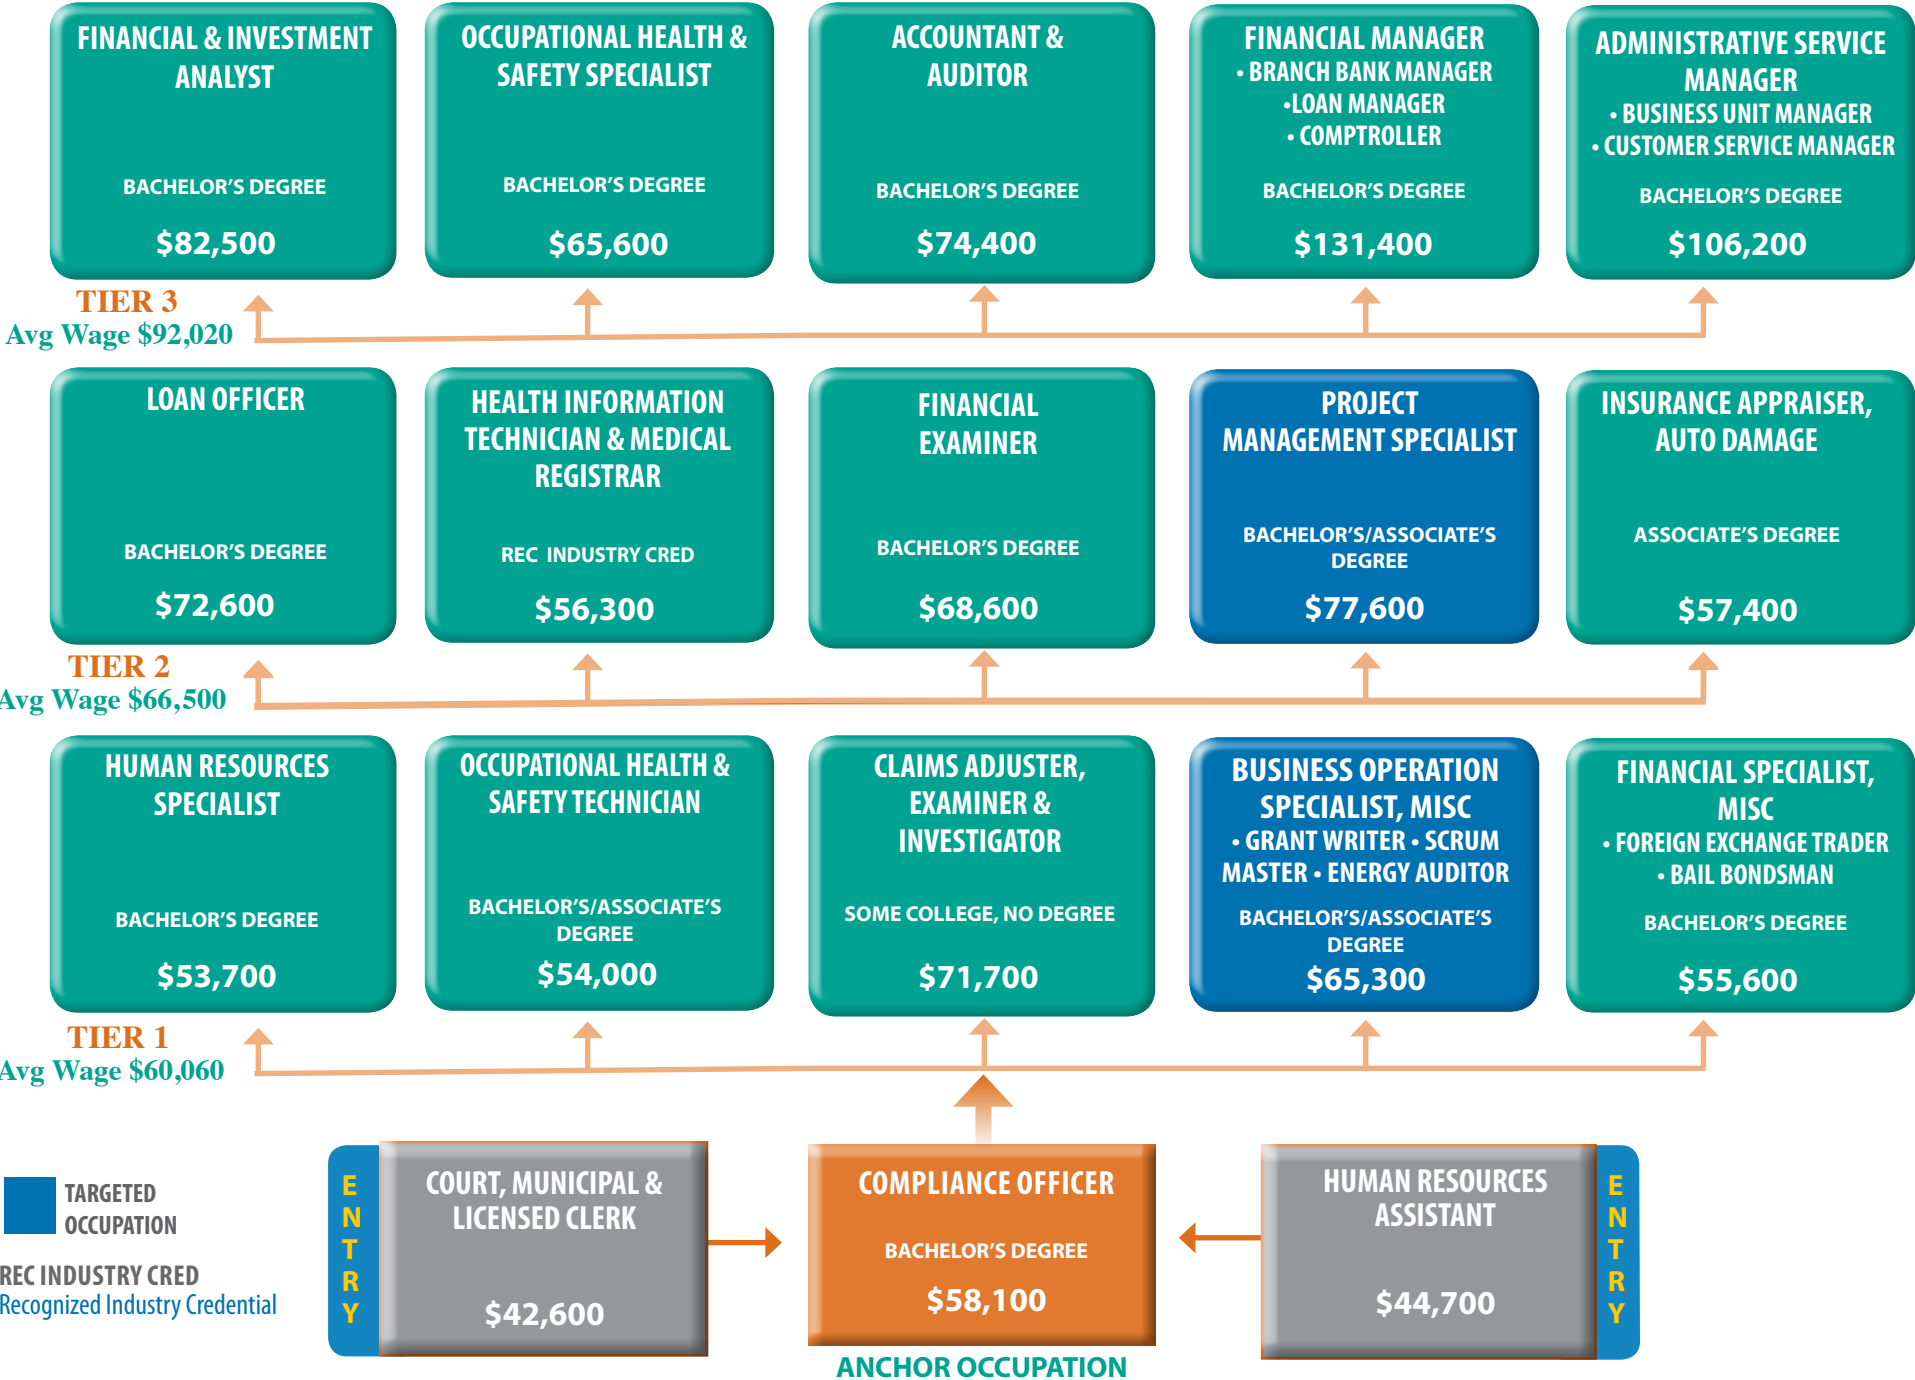 FINANCIAL & INVESTMENT
ANALYST
BACHELOR'S DEGREE
$82,500
OCCUPATIONAL HEALTH &
SAFETY SPECIALIST
BACHELOR'S DEGREE
$65,600
ACCOUNTANT &
AUDITOR
BACHELOR'S DEGREE
$74,400
FINANCIAL MANAGER
• BRANCH BANK MANAGER
•LOAN MANAGER
• COMPTROLLER
BACHELOR'S DEGREE
$131,400
ADMINISTRATIVE SERVICE
MANAGER
• BUSINESS UNIT MANAGER
• CUSTOMER SERVICE MANAGER
BACHELOR'S DEGREE
$106,200
TIER 3
Avg Wage $92,020
LOAN OFFICER
BACHELOR'S DEGREE
$72,600
HEALTH INFORMATION
TECHNICIAN & MEDICAL
REGISTRAR
REC INDUSTRY CRED
$56,300
FINANCIAL
EXAMINER
BACHELOR'S DEGREE
$68,600
PROJECT
MANAGEMENT SPECIALIST
BACHELOR'S/ASSOCIATE'S
DEGREE
$77,600
INSURANCE APPRAISER,
AUTO DAMAGE
ASSOCIATE'S DEGREE
$57,400
TIER 2
Avg Wage $66,500
HUMAN RESOURCES
SPECIALIST
BACHELOR'S DEGREE
$53,700
OCCUPATIONAL HEALTH &
SAFETY TECHNICIAN
BACHELOR'S/ASSOCIATE'S
DEGREE
$54,000
CLAIMS ADJUSTER,
EXAMINER &
INVESTIGATOR
SOME COLLEGE, NO DEGREE
$71,700
BUSINESS OPERATION
SPECIALIST, MISC
• GRANT WRITER • SCRUM
MASTER • ENERGY AUDITOR
BACHELOR'S/ASSOCIATE'S
DEGREE
$65,300
FINANCIAL SPECIALIST,
MISC
• FOREIGN EXCHANGE TRADER
• BAIL BONDSMAN
BACHELOR'S DEGREE
$55,600
TIER 1
Avg Wage $60,060
TARGETED
OCCUPATION
REC INDUSTRY CRED
Recognized Industry Credential
ENTRY
COURT, MUNICIPAL &
LICENSED CLERK
$42,600
COMPLIANCE OFFICER
BACHELOR'S DEGREE
$58,100
ANCHOR OCCUPATION
HUMAN RESOURCES
ASSISTANT
$44,700
ENTRY